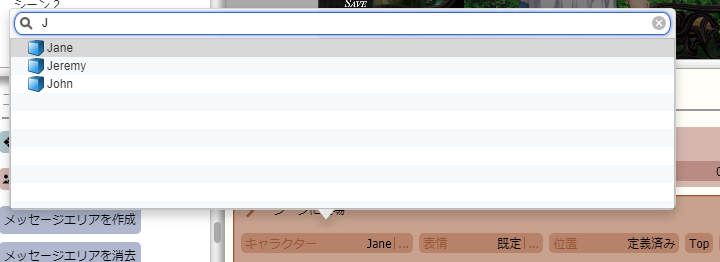 シーン2
SAVE
J
Jane
Jeremy
John
メッセージエリアを作成
キャラクター
Jane|...
表情
既定|...
位置
定義済み
Top
メッセージエリアを消去